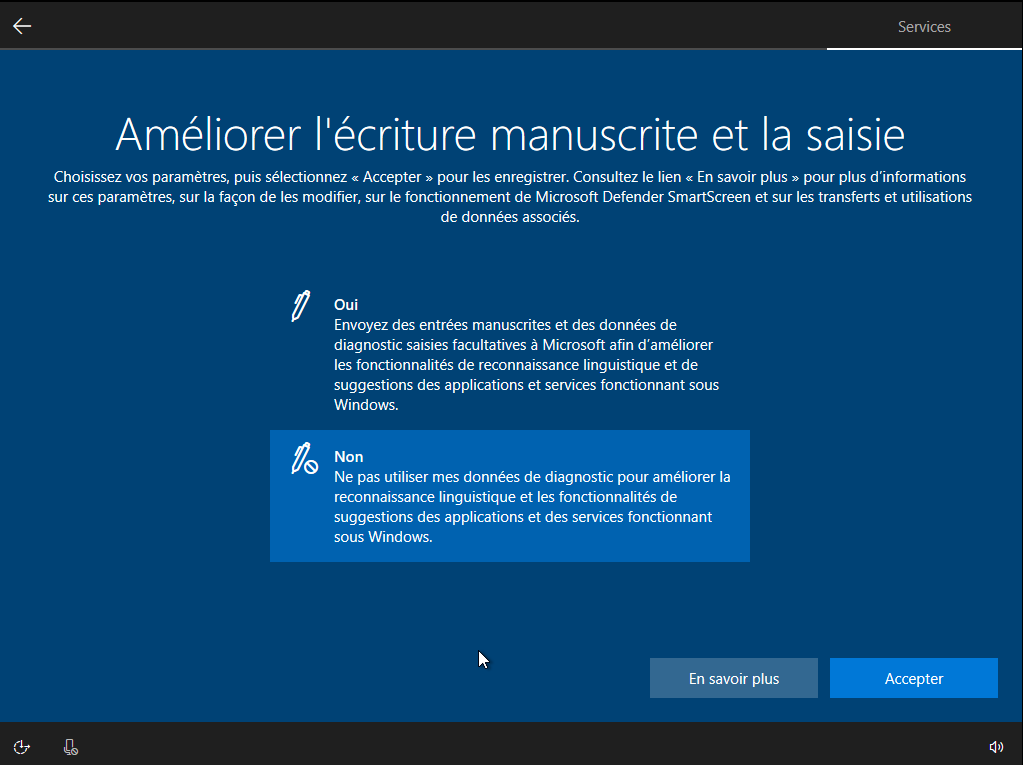 Services
Améliorer l'écriture manuscrite et la saisie
Choisissez vos paramètres, puis sélectionnez « Accepter » pour les enregistrer. Consultez le lien « En savoir plus » pour plus d’informations
sur ces paramètres, sur la façon de les modifier, sur le fonctionnement de Microsoft Defender SmartScreen et sur les transferts et utilisations
de données associés.
Oui
Envoyez des entrées manuscrites et des données de
diagnostic saisies facultatives à Microsoft afin d’améliorer
les fonctionnalités de reconnaissance linguistique et de
suggestions des applications et services fonctionnant sous
Windows.
Non
Ne pas utiliser mes données de diagnostic pour améliorer la
reconnaissance linguistique et les fonctionnalités de
suggestions des applications et des services fonctionnant
sous Windows.
En savoir plus
Accepter